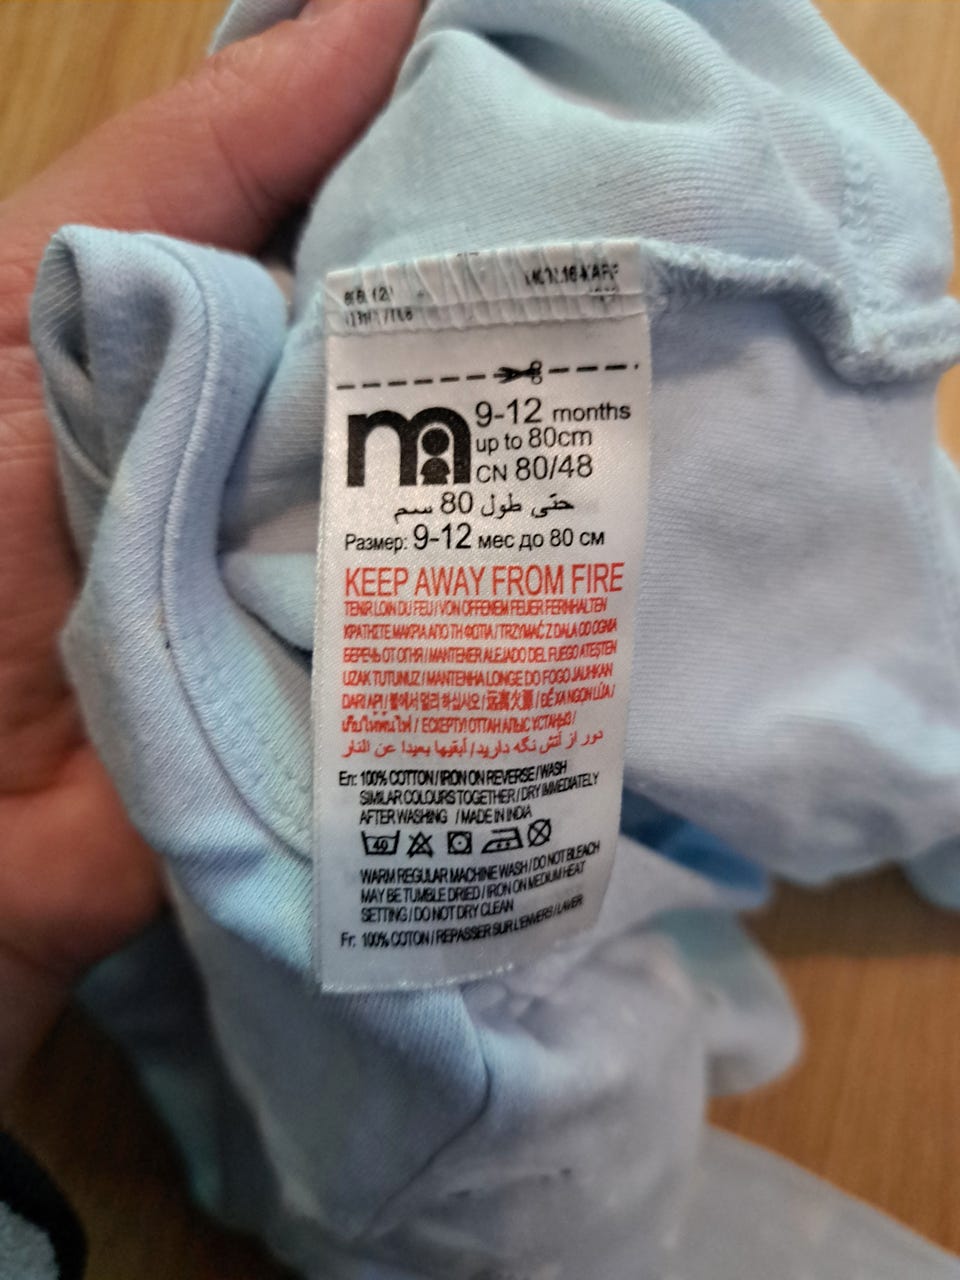 9-12 months
up to 80cm
CN 80/48
حتى طول 80 سم
Размер: 9-12 мес до 80 см
KEEP AWAY FROM FIRE
TENIR LOIN DU FEU / VON OFFENEM FEUER FERNHALTEN
ΚΡΑΤΗΣΤΕ ΜΑΚΡΙΑ ΑΠΟ ΤΗ ΦΩΤΙΑ / TRZYMAĆ Z DALA OD OGNIA
БЕРЕЧЬ ОТ ОГНЯ / MANTENER ALEJADO DEL FUEGO ATEŞTEN
UZAK TUTUNUZ / MANTENHA LONGE DO FOGO JAUHKAN
DARI API / 불에서 멀리 하십시오 / 远离火源 / ĐỂ XA NGỌN LỬA /
เก็บให้พ้นไฟ / ЕСКЕРТУ! ОТТАН АЛЫС ҰСТАҢЫЗ /
دور از آتش نگه دارید / أبقيها بعيدا عن النار
En: 100% COTTON / IRON ON REVERSE / WASH
SIMILAR COLOURS TOGETHER / DRY IMMEDIATELY
AFTER WASHING / MADE IN INDIA
40
WARM REGULAR MACHINE WASH / DO NOT BLEACH
MAY BE TUMBLE DRIED / IRON ON MEDIUM HEAT
SETTING / DO NOT DRY CLEAN
Fr: 100% COTON / REPASSER SUR L'ENVERS / LAVER